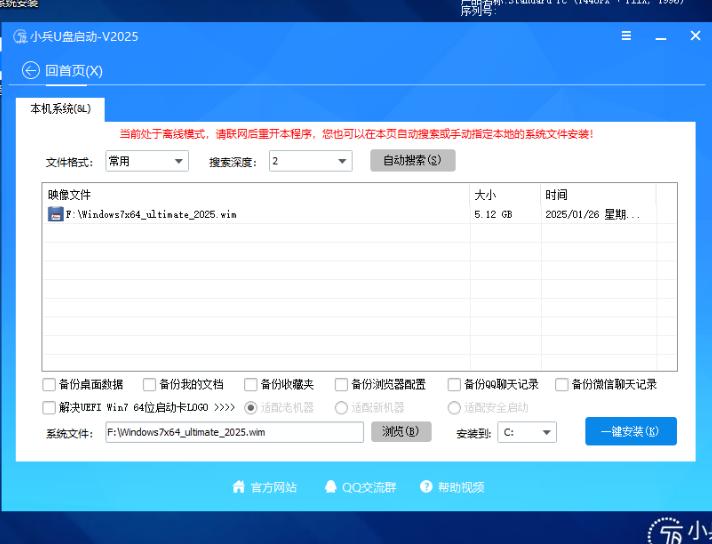 系统安装
产品名称:Standard PC (i440FX + PIIX, 1996)
序列号:
小兵U盘启动-V2025
回首页(X)
本机系统(&L)
当前处于离线模式，请联网后重开本程序，您也可以在本页自动搜索或手动指定本地的系统文件安装！
文件格式： 常用 搜索深度： 2 自动搜索(S)
映像文件 大小 时间
F:\Windows7x64_ultimate_2025.wim 5.12 GB 2025/01/26 星期...
备份桌面数据 备份我的文档 备份收藏夹 备份浏览器配置 备份QQ聊天记录 备份微信聊天记录
解决UEFI Win7 64位启动卡LOGO >>>> 适配老机器 适配新机器 适配安全启动
系统文件： F:\Windows7x64_ultimate_2025.wim 浏览(B) 安装到： C: 一键安装(K)
官方网站 QQ交流群 帮助视频
小兵